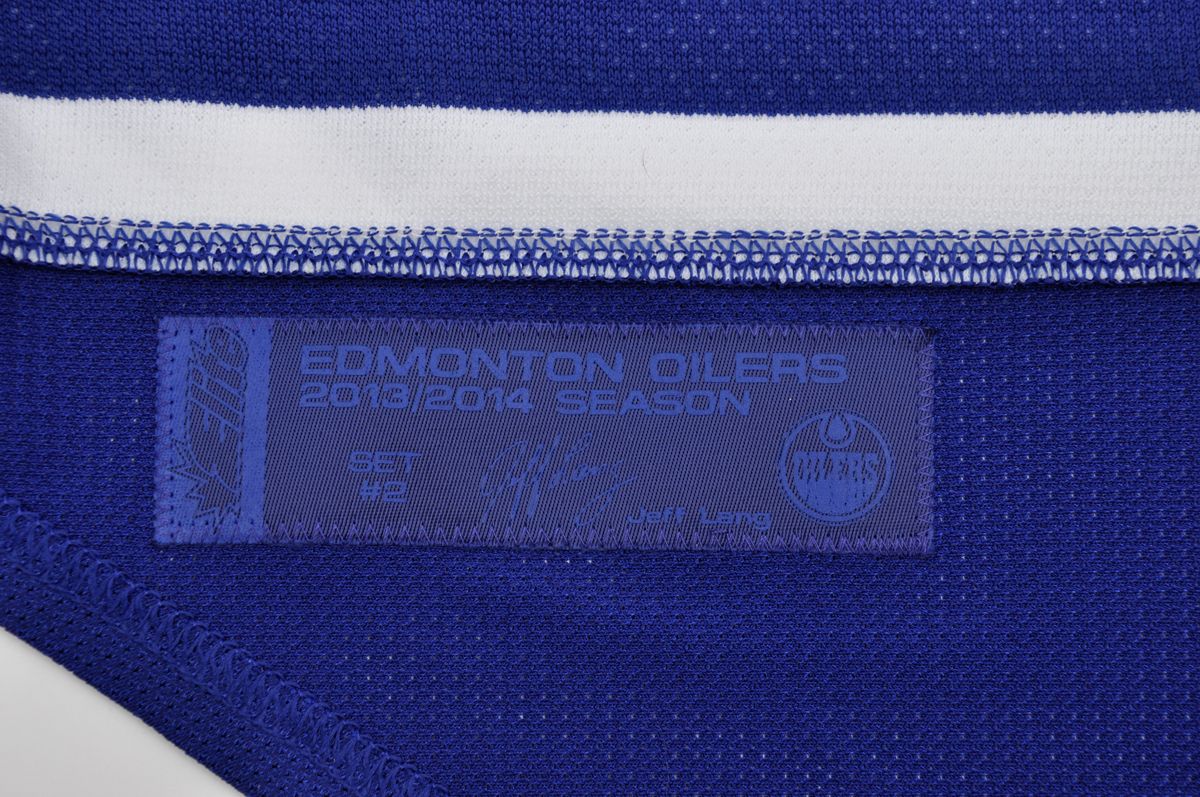 EDMONTON OILERS
2013/2014 SEASON
SET
#2
Jeff Lang
OILERS